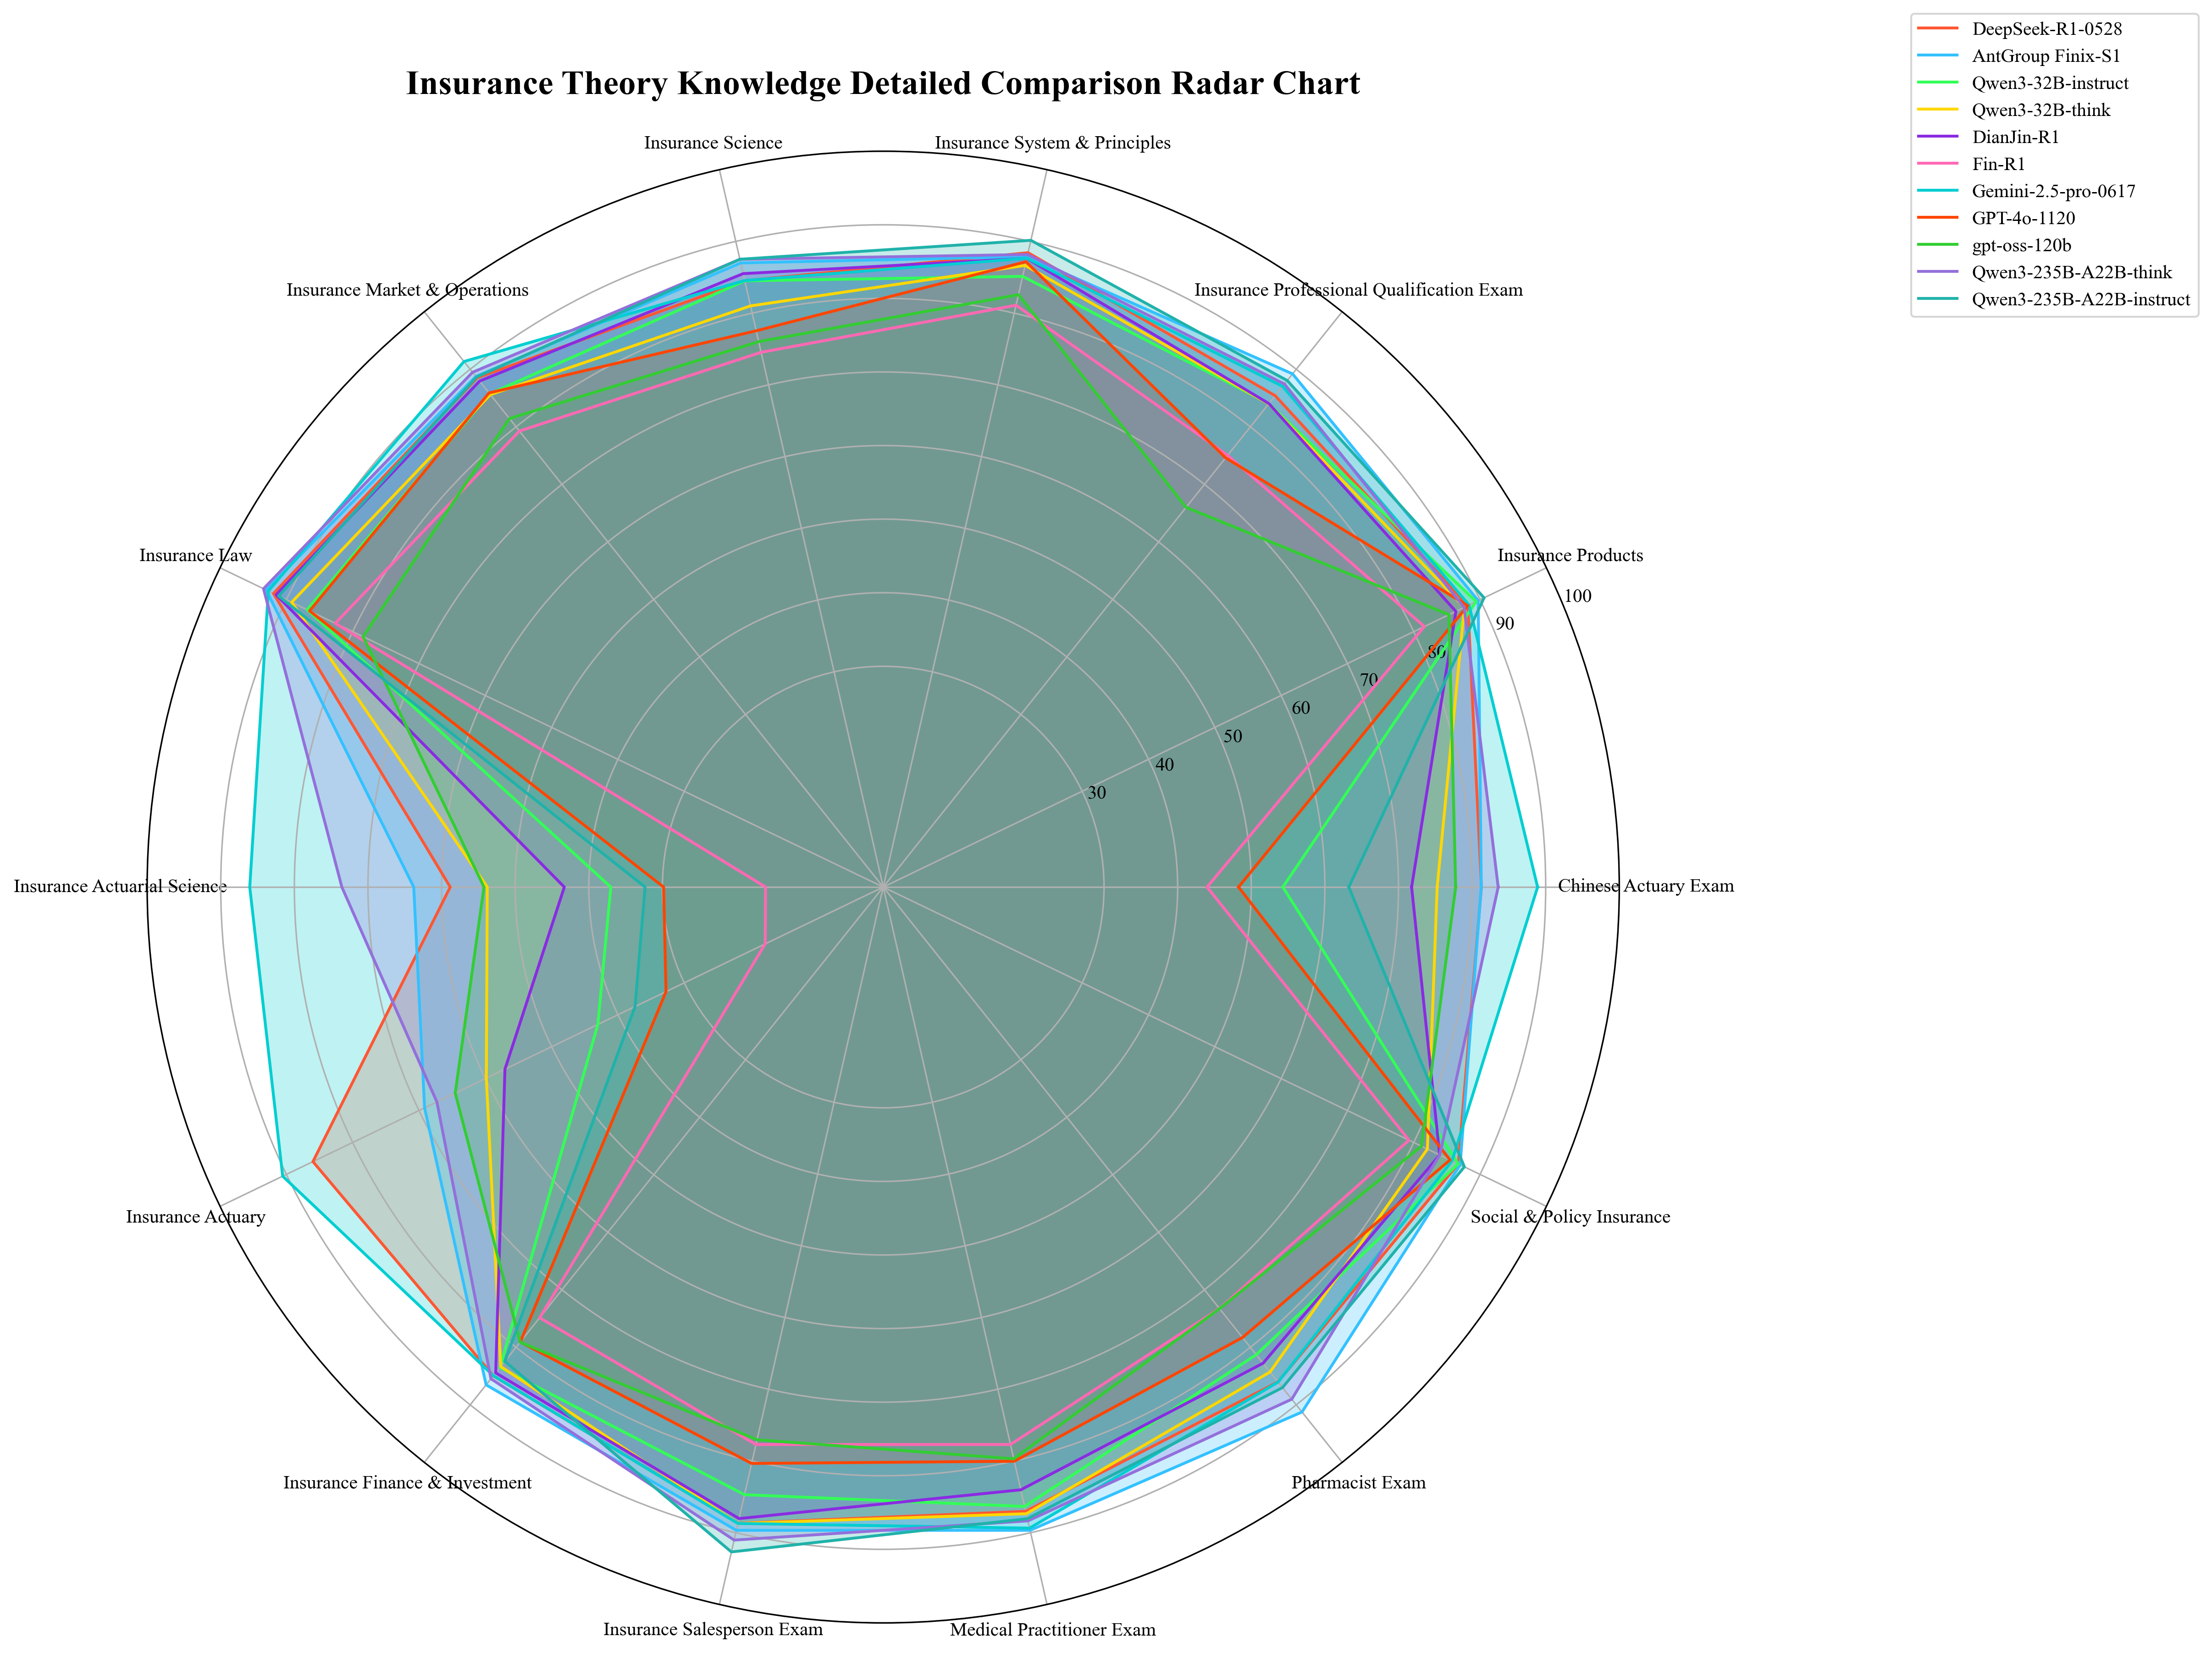 Insurance Theory Knowledge Detailed Comparison Radar Chart
DeepSeek-R1-0528
AntGroup Finix-S1
Qwen3-32B-instruct
Qwen3-32B-think
DianJin-R1
Fin-R1
Gemini-2.5-pro-0617
GPT-4o-1120
gpt-oss-120b
Qwen3-235B-A22B-think
Qwen3-235B-A22B-instruct
Insurance Science
Insurance System & Principles
Insurance Market & Operations
Insurance Professional Qualification Exam
Insurance Law
Insurance Products
100
90
80
70
60
50
40
30
Insurance Actuarial Science
Chinese Actuary Exam
Insurance Actuary
Social & Policy Insurance
Insurance Finance & Investment
Pharmacist Exam
Insurance Salesperson Exam
Medical Practitioner Exam